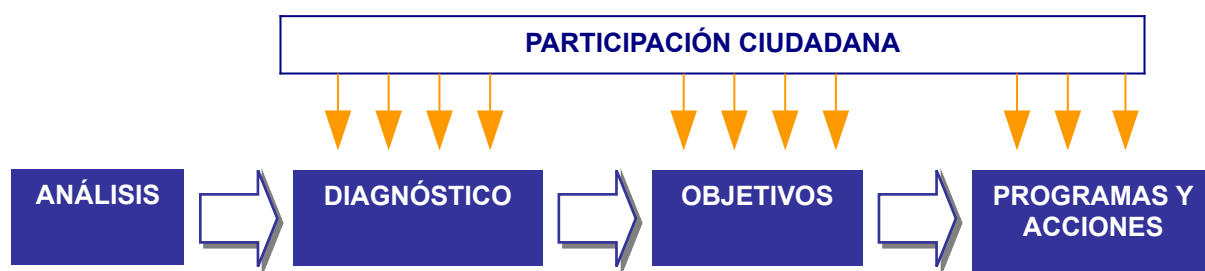 PARTICIPACIÓN CIUDADANA
ANÁLISIS
DIAGNÓSTICO
OBJETIVOS
PROGRAMAS Y
ACCIONES